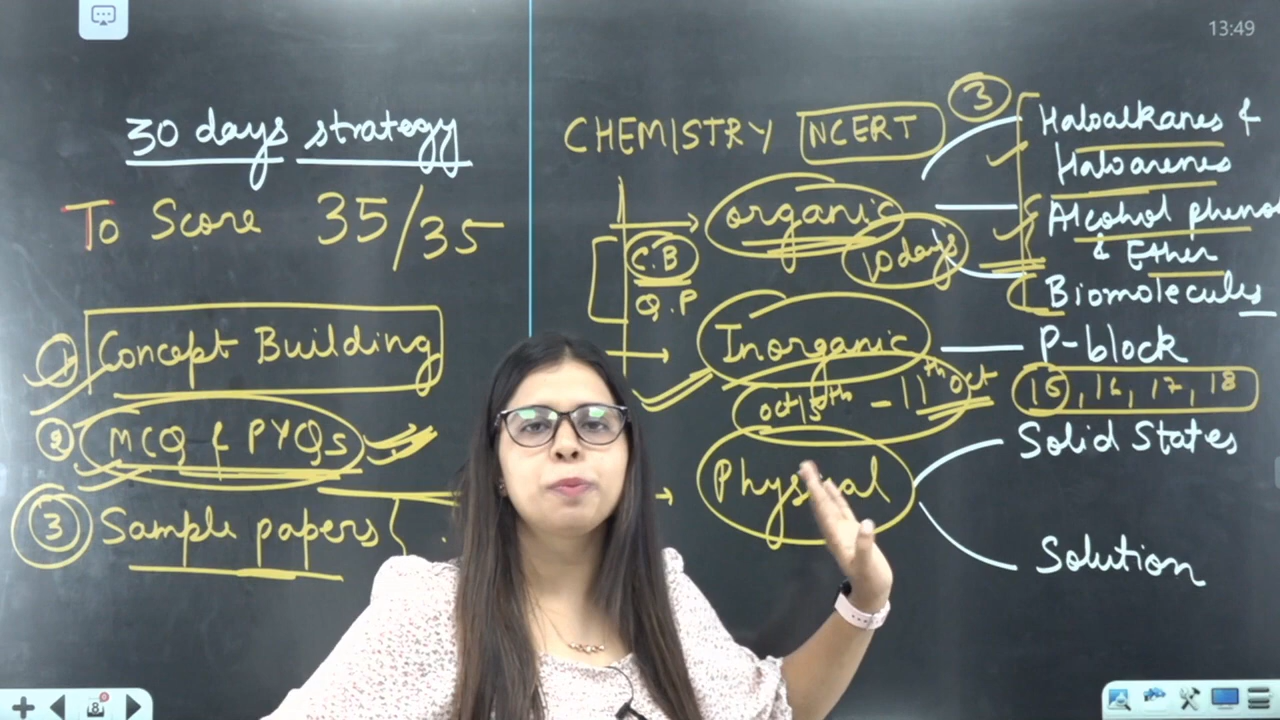 13:49
30 days strategy
To Score 35/35
1 Concept Building
2 MCQ & PYQs
3 Sample papers
CHEMISTRY NCERT
organic
10 days
C.B
Q.P
3
Haloalkanes &
Haloarenes
Alcohol phenol
& Ether
Biomolecules
Inorganic
P-block
15, 16, 17, 18
- 11th oct
Physical
Solid States
Solution
8